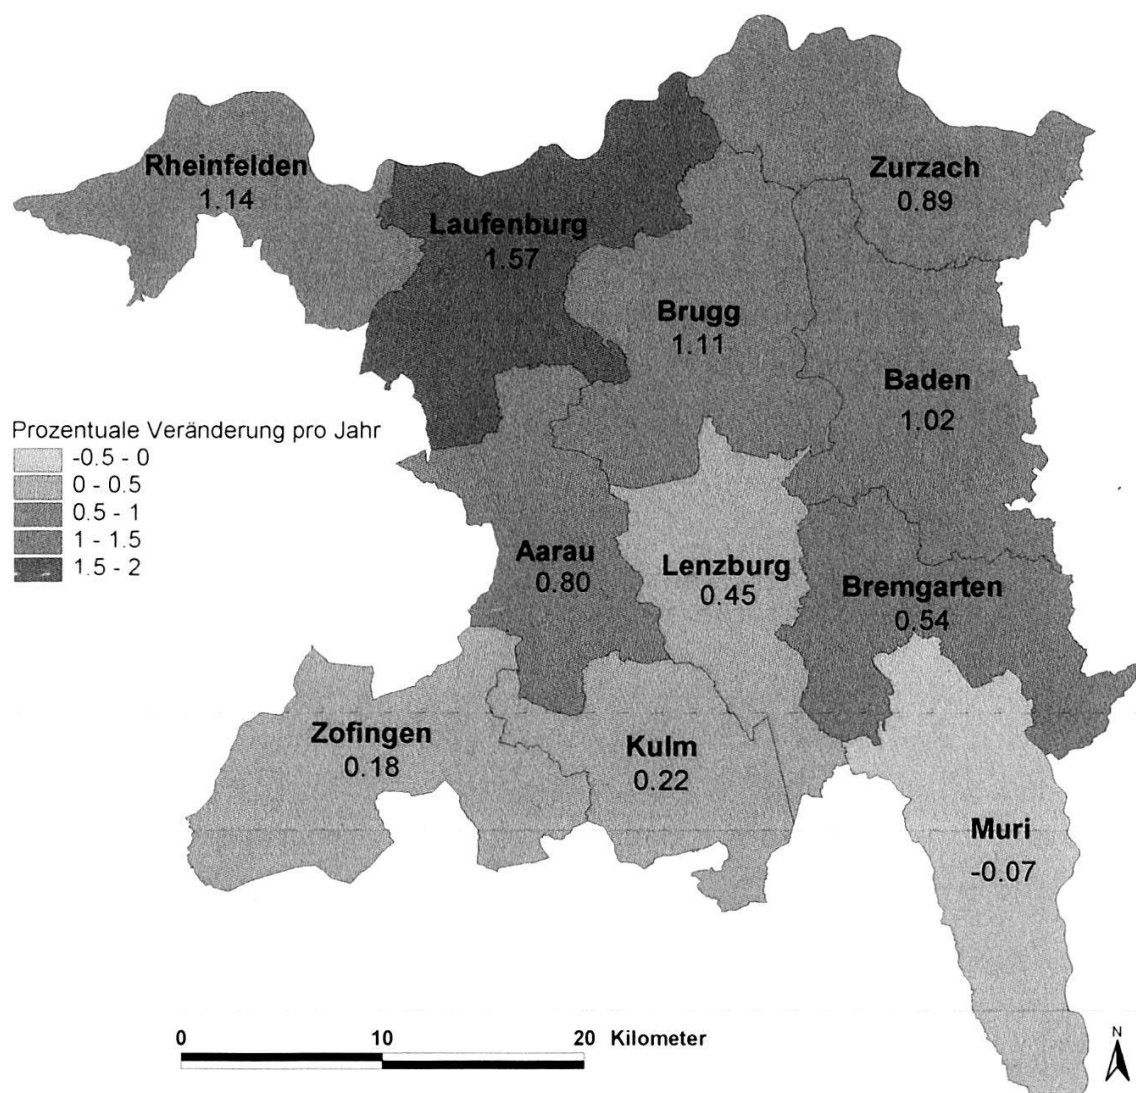 Rheinfelden
1.14
Zurzach
0.89
Laufenburg
1.57
Brugg
1.11
Baden
1.02
Prozentuale Veränderung pro Jahr
-0.5 - 0
0 - 0.5
0.5 - 1
1 - 1.5
1.5 - 2
Aarau
0.80
Lenzburg
0.45
Bremgarten
0.54
Zofingen
0.18
Kulm
0.22
Muri
-0.07
0 10 20 Kilometer
N